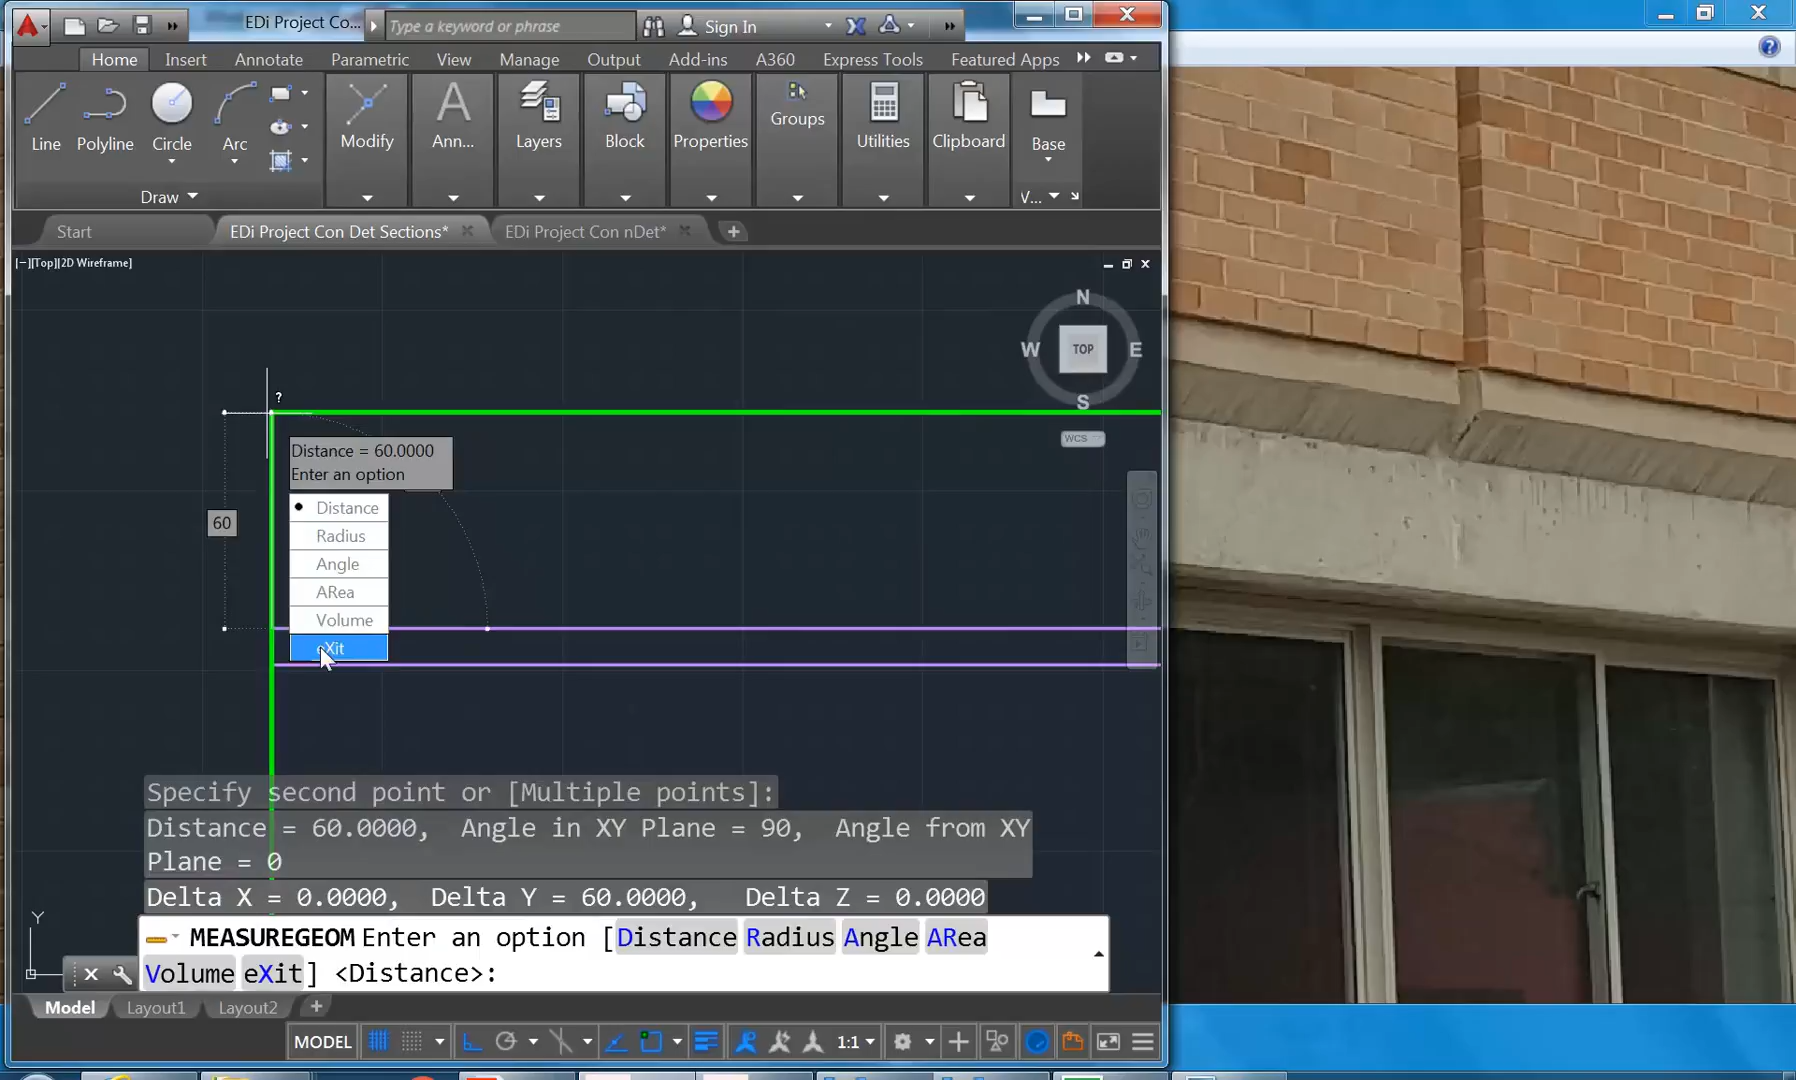 EDi Project Co...
Type a keyword or phrase
Sign In
Home
Insert
Annotate
Parametric
View
Manage
Output
Add-ins
A360
Express Tools
Featured Apps
Line
Polyline
Circle
Arc
Modify
Ann...
Layers
Block
Properties
Groups
Utilities
Clipboard
Base
Draw
V...
Start
EDi Project Con Det Sections*
EDi Project Con nDet*
[−][Top][2D Wireframe]
N
W
TOP
E
S
WCS
?
Distance = 60.0000
Enter an option
60
Distance
Radius
Angle
ARea
Volume
eXit
Specify second point or [Multiple points]:
Distance = 60.0000, Angle in XY Plane = 90, Angle from XY
Plane = 0
Delta X = 0.0000, Delta Y = 60.0000, Delta Z = 0.0000
MEASUREGEOM Enter an option [Distance Radius Angle ARea
Volume eXit] <Distance>:
Y
Model
Layout1
Layout2
MODEL
1:1